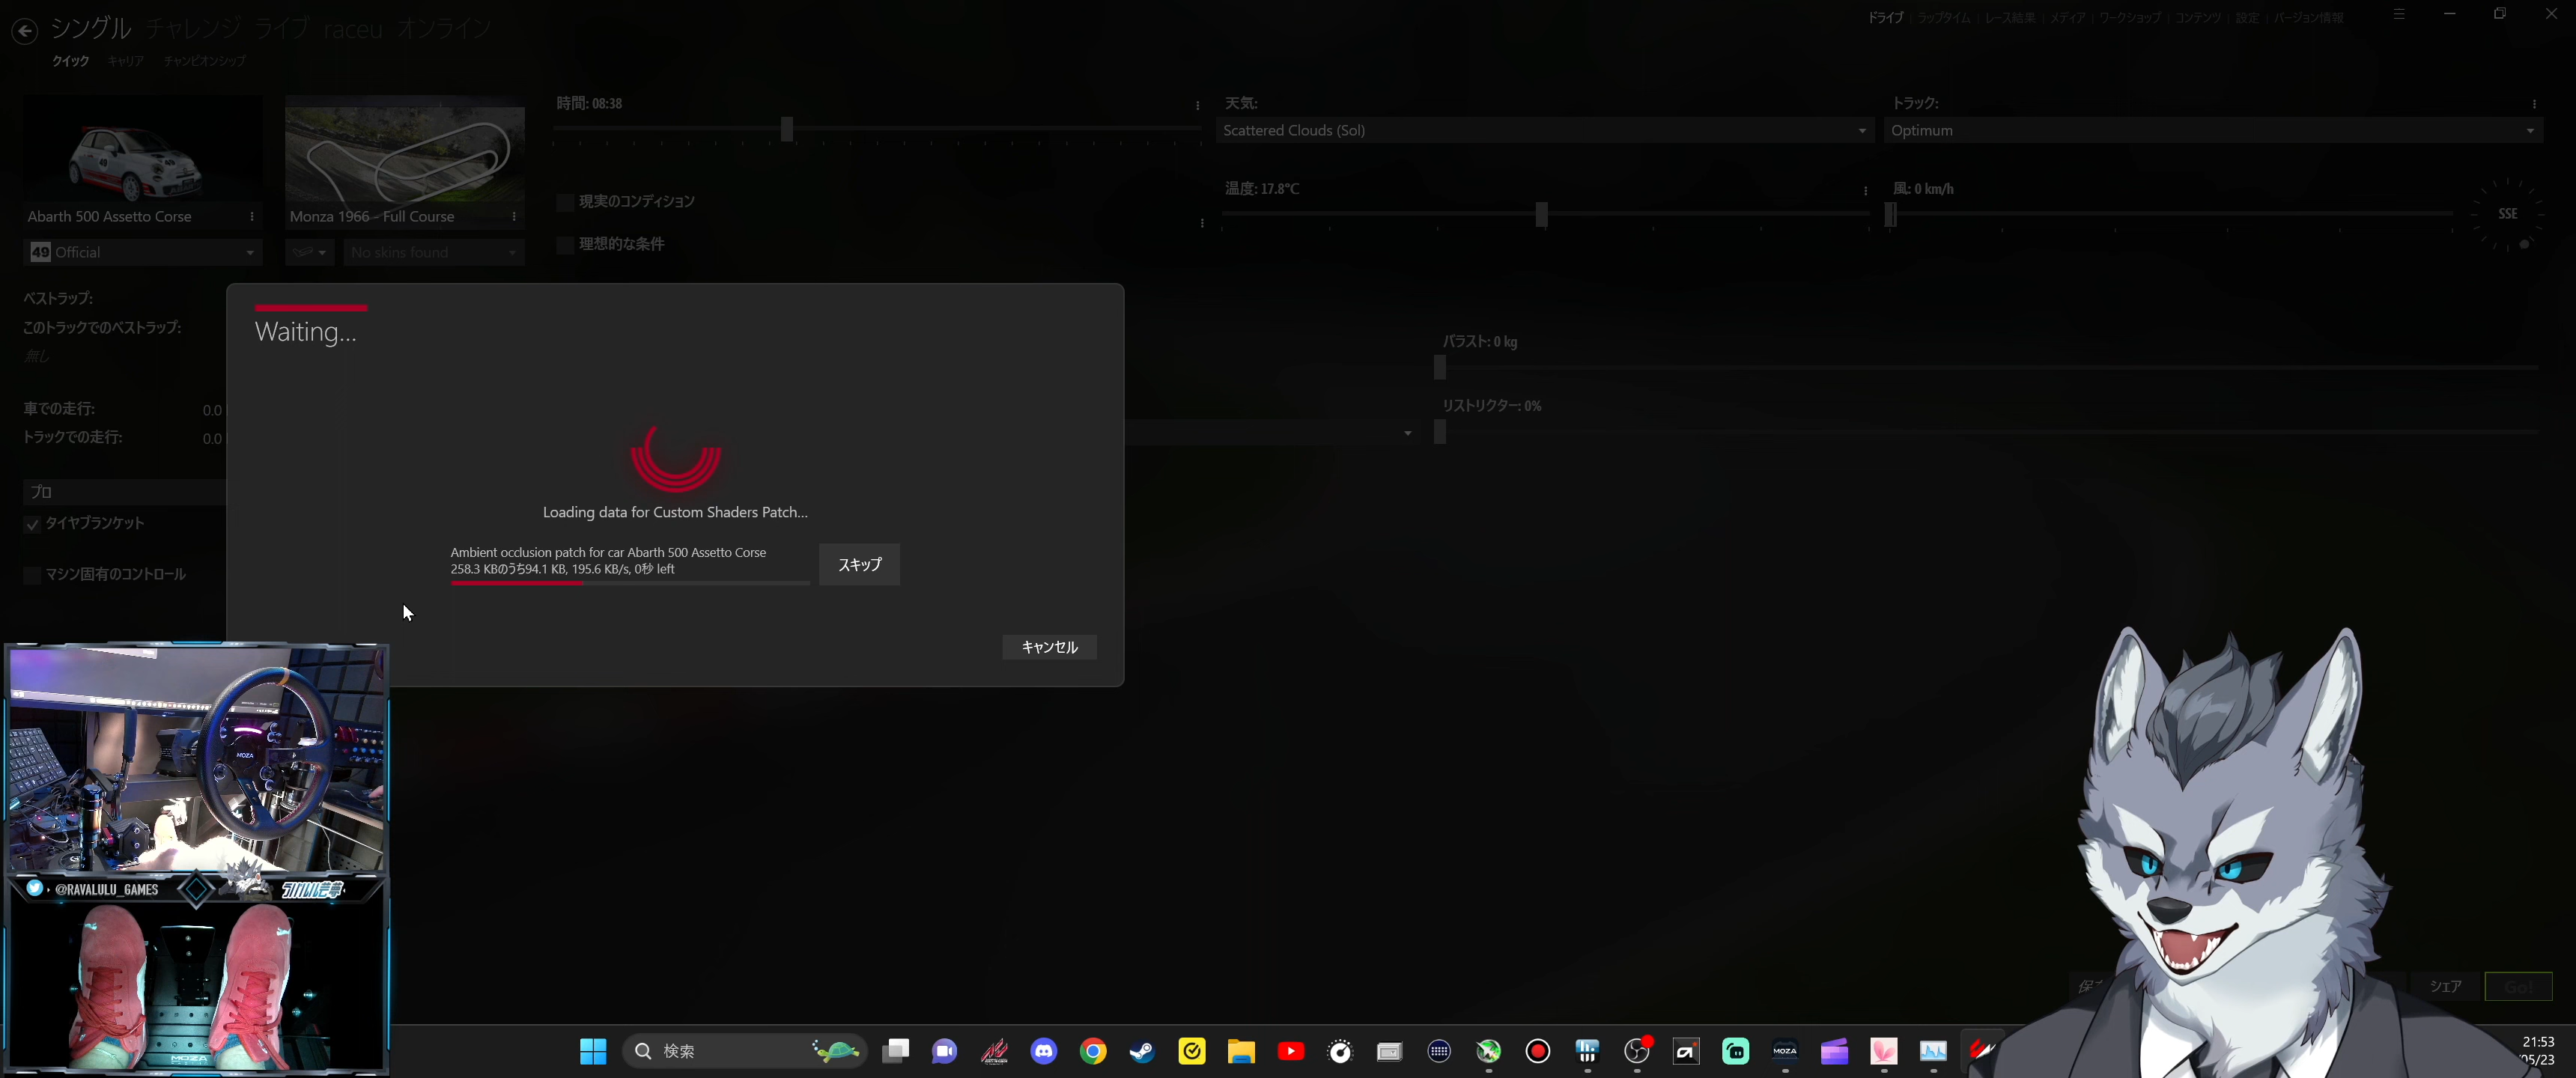 シングル チャレンジ ライブ raceu オンライン
ドライブ | ラップタイム | レース結果 | メディア | ワークショップ | コンテンツ | 設定 | バージョン情報
クイック キャリア チャンピオンシップ
時間: 08:38
天気:
トラック:
Scattered Clouds (Sol)
Optimum
温度: 17.8°C
風: 0 km/h
SSE
現実のコンディション
理想的な条件
Abarth 500 Assetto Corse
Monza 1966 - Full Course
49 Official
No skins found
ベストラップ:
このトラックでのベストラップ:
無し
バラスト: 0 kg
リストリクター: 0%
車での走行: 0.0
トラックでの走行: 0.0
プロ
タイヤブランケット
マシン固有のコントロール
Waiting...
Loading data for Custom Shaders Patch...
Ambient occlusion patch for car Abarth 500 Assetto Corse
258.3 KBのうち94.1 KB, 195.6 KB/s, 0秒 left
スキップ
キャンセル
MOZA
@RAVALULU_GAMES
MOZA
シェア
Go!
検索
MOZA
21:53
05/23